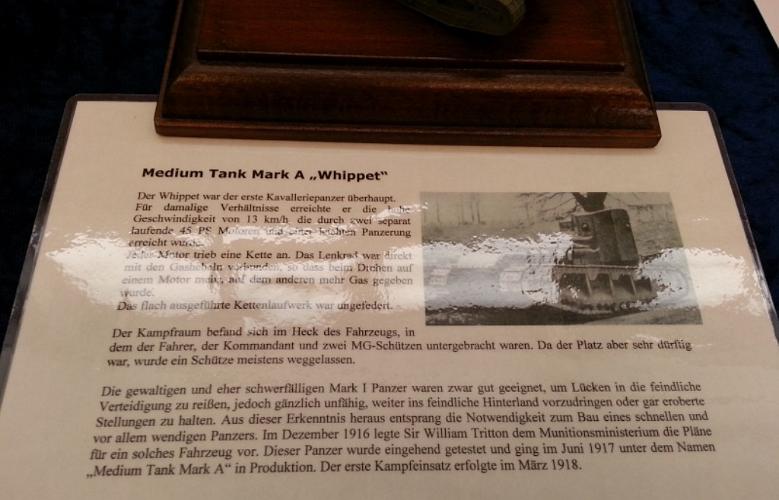 Medium Tank Mark A „Whippet"
Der Whippet war der erste Kavalleriepanzer überhaupt.
Für damalige Verhältnisse erreichte er die hohe
Geschwindigkeit von 13 km/h die durch zwei separat
laufende 45 PS Motoren und einer leichten Panzerung
erreicht wurde.
Jeder Motor trieb eine Kette an. Das Lenkrad war direkt
mit den Gashebeln verbunden, so dass beim Drehen auf
einem Motor mehr, auf dem anderen mehr Gas gegeben
wurde.
Das flach ausgeführte Kettenlaufwerk war ungefedert.
Der Kampfraum befand sich im Heck des Fahrzeugs, in
dem der Fahrer, der Kommandant und zwei MG-Schützen untergebracht waren. Da der Platz aber sehr dürftig
war, wurde ein Schütze meistens weggelassen.
Die gewaltigen und eher schwerfälligen Mark I Panzer waren zwar gut geeignet, um Lücken in die feindliche
Verteidigung zu reißen, jedoch gänzlich unfähig, weiter ins feindliche Hinterland vorzudringen oder gar eroberte
Stellungen zu halten. Aus dieser Erkenntnis heraus entsprang die Notwendigkeit zum Bau eines schnellen und
vor allem wendigen Panzers. Im Dezember 1916 legte Sir William Tritton dem Munitionsministerium die Pläne
für ein solches Fahrzeug vor. Dieser Panzer wurde eingehend getestet und ging im Juni 1917 unter dem Namen
„Medium Tank Mark A" in Produktion. Der erste Kampfeinsatz erfolgte im März 1918.